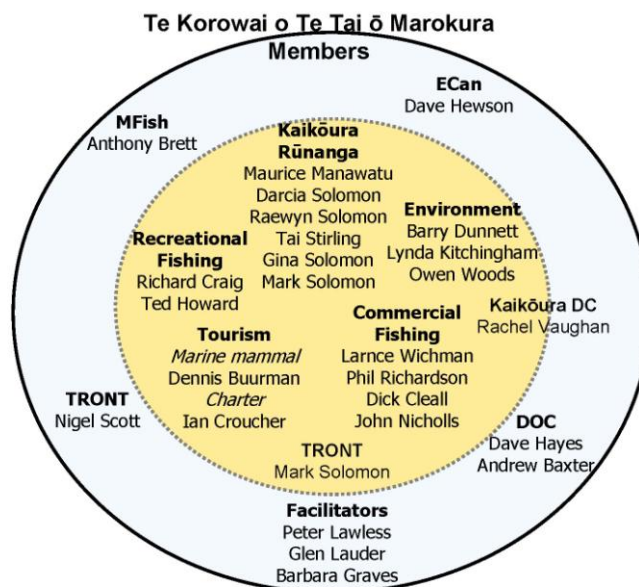 Te Korowai o Te Tai ō Marokura
Members
ECan
Dave Hewson
MFish
Anthony Brett
Kaikōura
Rūnanga
Maurice Manawatu
Darcia Solomon
Raewyn Solomon
Tai Stirling
Gina Solomon
Mark Solomon
Environment
Barry Dunnett
Lynda Kitchingham
Owen Woods
Recreational
Fishing
Richard Craig
Ted Howard
Kaikōura DC
Rachel Vaughan
Commercial
Fishing
Larnce Wichman
Phil Richardson
Dick Cleall
John Nicholls
Tourism
Marine mammal
Dennis Buurman
Charter
Ian Croucher
TRONT
Nigel Scott
DOC
Dave Hayes
Andrew Baxter
TRONT
Mark Solomon
Facilitators
Peter Lawless
Glen Lauder
Barbara Graves